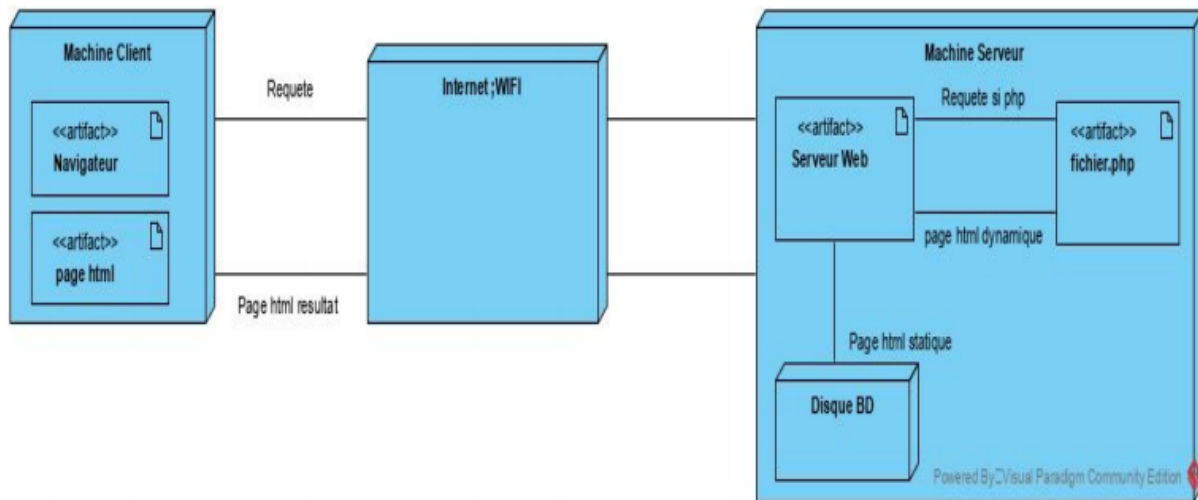 Machine Client
<<artifact>>
Navigateur
<<artifact>>
page html
Requete
Page html resultat
Internet ;WIFI
Machine Serveur
<<artifact>>
Serveur Web
Requete si php
page html dynamique
<<artifact>>
fichier.php
Page html statique
Disque BD
Powered By Visual Paradigm Community Edition